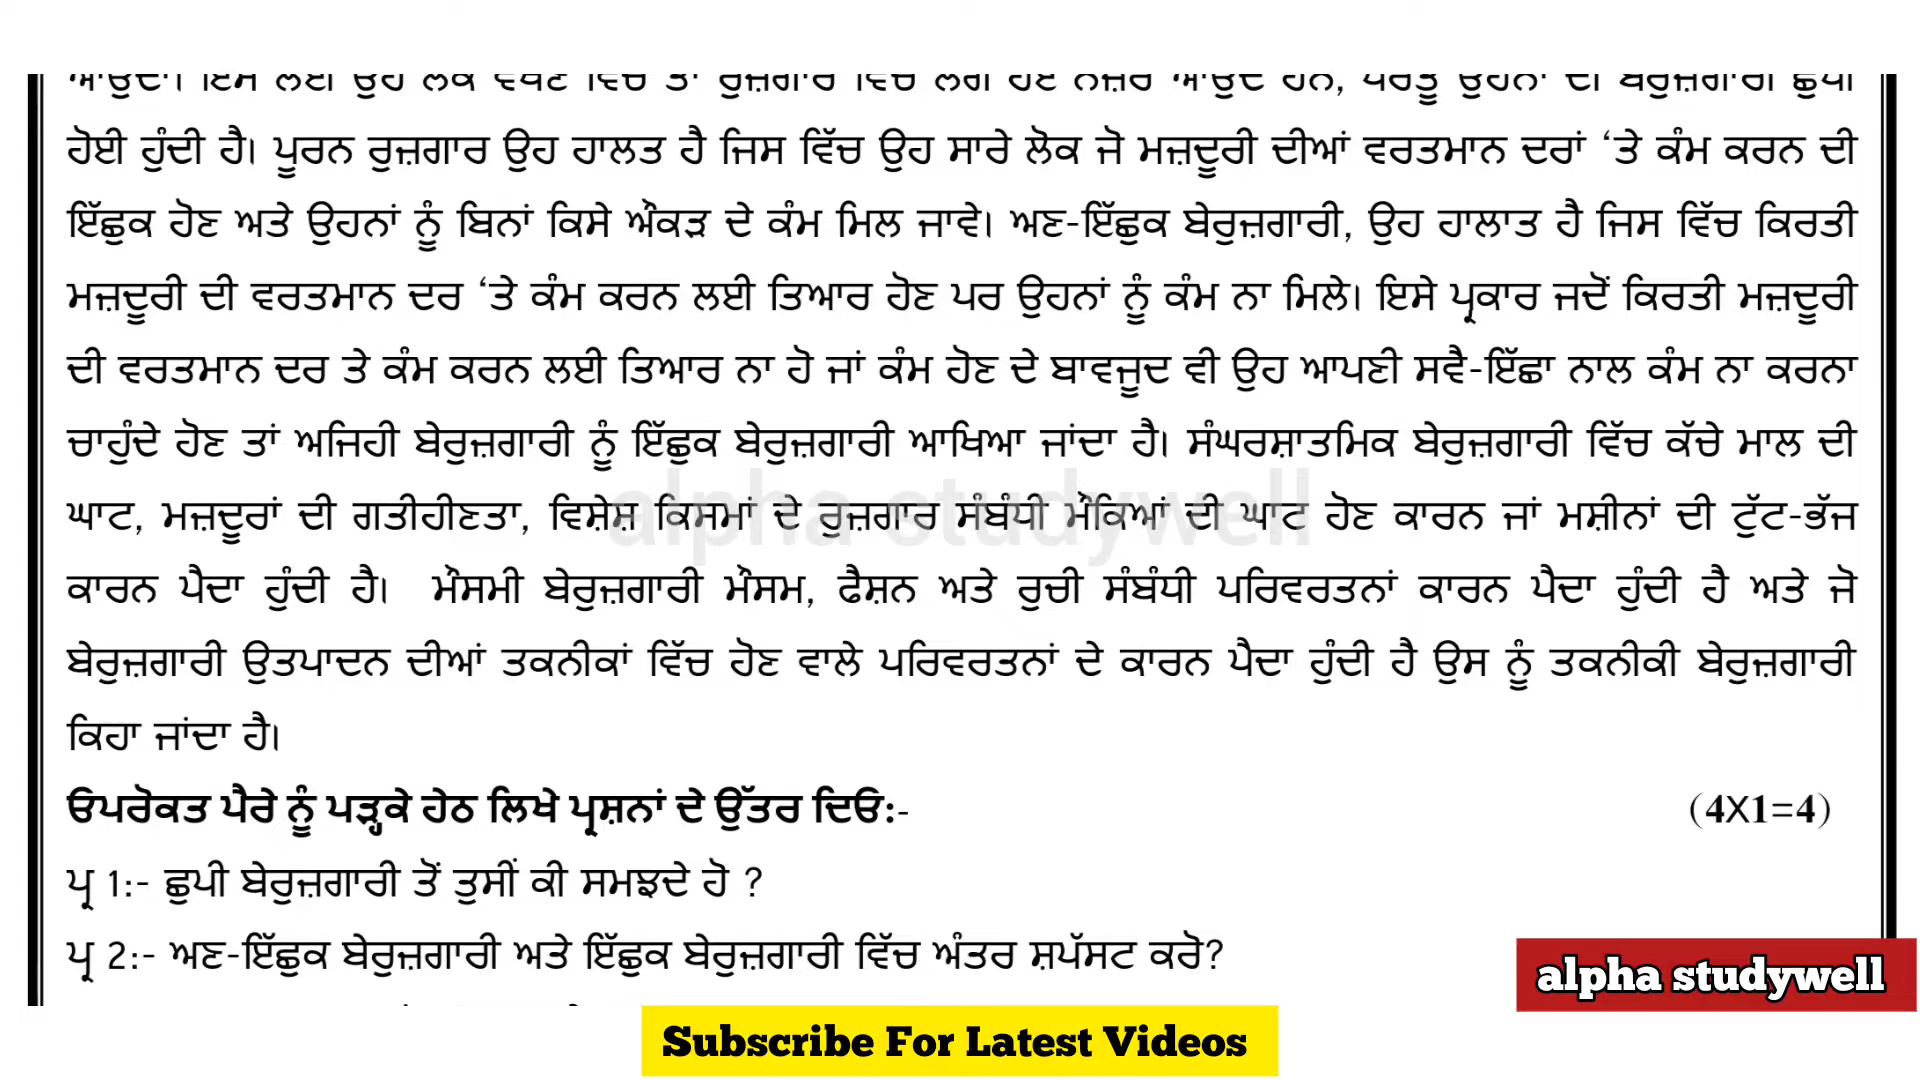 ਹੋਈ ਹੁੰਦੀ ਹੈ। ਪੂਰਨ ਰੁਜ਼ਗਾਰ ਉਹ ਹਾਲਤ ਹੈ ਜਿਸ ਵਿੱਚ ਉਹ ਸਾਰੇ ਲੋਕ ਜੋ ਮਜ਼ਦੂਰੀ ਦੀਆਂ ਵਰਤਮਾਨ ਦਰਾਂ ‘ਤੇ ਕੰਮ ਕਰਨ ਦੀ
ਇੱਛੁਕ ਹੋਣ ਅਤੇ ਉਹਨਾਂ ਨੂੰ ਬਿਨਾਂ ਕਿਸੇ ਔਕੜ ਦੇ ਕੰਮ ਮਿਲ ਜਾਵੇ। ਅਣ-ਇੱਛੁਕ ਬੇਰੁਜ਼ਗਾਰੀ, ਉਹ ਹਾਲਾਤ ਹੈ ਜਿਸ ਵਿੱਚ ਕਿਰਤੀ
ਮਜ਼ਦੂਰੀ ਦੀ ਵਰਤਮਾਨ ਦਰ ‘ਤੇ ਕੰਮ ਕਰਨ ਲਈ ਤਿਆਰ ਹੋਣ ਪਰ ਉਹਨਾਂ ਨੂੰ ਕੰਮ ਨਾ ਮਿਲੇ। ਇਸੇ ਪ੍ਰਕਾਰ ਜਦੋਂ ਕਿਰਤੀ ਮਜ਼ਦੂਰੀ
ਦੀ ਵਰਤਮਾਨ ਦਰ ਤੇ ਕੰਮ ਕਰਨ ਲਈ ਤਿਆਰ ਨਾ ਹੋ ਜਾਂ ਕੰਮ ਹੋਣ ਦੇ ਬਾਵਜੂਦ ਵੀ ਉਹ ਆਪਣੀ ਸਵੈ-ਇੱਛਾ ਨਾਲ ਕੰਮ ਨਾ ਕਰਨਾ
ਚਾਹੁੰਦੇ ਹੋਣ ਤਾਂ ਅਜਿਹੀ ਬੇਰੁਜ਼ਗਾਰੀ ਨੂੰ ਇੱਛੁਕ ਬੇਰੁਜ਼ਗਾਰੀ ਆਖਿਆ ਜਾਂਦਾ ਹੈ। ਸੰਘਰਸ਼ਾਤਮਿਕ ਬੇਰੁਜ਼ਗਾਰੀ ਵਿੱਚ ਕੱਚੇ ਮਾਲ ਦੀ
ਘਾਟ, ਮਜ਼ਦੂਰਾਂ ਦੀ ਗਤੀਹੀਣਤਾ, ਵਿਸ਼ੇਸ਼ ਕਿਸਮਾਂ ਦੇ ਰੁਜ਼ਗਾਰ ਸੰਬੰਧੀ ਮੌਕਿਆਂ ਦੀ ਘਾਟ ਹੋਣ ਕਾਰਨ ਜਾਂ ਮਸ਼ੀਨਾਂ ਦੀ ਟੁੱਟ-ਭੱਜ
alpha studywell
ਕਾਰਨ ਪੈਦਾ ਹੁੰਦੀ ਹੈ। ਮੌਸਮੀ ਬੇਰੁਜ਼ਗਾਰੀ ਮੌਸਮ, ਫੈਸ਼ਨ ਅਤੇ ਰੁਚੀ ਸੰਬੰਧੀ ਪਰਿਵਰਤਨਾਂ ਕਾਰਨ ਪੈਦਾ ਹੁੰਦੀ ਹੈ ਅਤੇ ਜੋ
ਬੇਰੁਜ਼ਗਾਰੀ ਉਤਪਾਦਨ ਦੀਆਂ ਤਕਨੀਕਾਂ ਵਿੱਚ ਹੋਣ ਵਾਲੇ ਪਰਿਵਰਤਨਾਂ ਦੇ ਕਾਰਨ ਪੈਦਾ ਹੁੰਦੀ ਹੈ ਉਸ ਨੂੰ ਤਕਨੀਕੀ ਬੇਰੁਜ਼ਗਾਰੀ
ਕਿਹਾ ਜਾਂਦਾ ਹੈ।
ਓਪਰੋਕਤ ਪੈਰੇ ਨੂੰ ਪੜ੍ਹਕੇ ਹੇਠ ਲਿਖੇ ਪ੍ਰਸ਼ਨਾਂ ਦੇ ਉੱਤਰ ਦਿਓ:- (4X1=4)
ਪ੍ਰ 1:- ਛੁਪੀ ਬੇਰੁਜ਼ਗਾਰੀ ਤੋਂ ਤੁਸੀਂ ਕੀ ਸਮਝਦੇ ਹੋ ?
ਪ੍ਰ 2:- ਅਣ-ਇੱਛੁਕ ਬੇਰੁਜ਼ਗਾਰੀ ਅਤੇ ਇੱਛੁਕ ਬੇਰੁਜ਼ਗਾਰੀ ਵਿੱਚ ਅੰਤਰ ਸ਼ਪੱਸਟ ਕਰੋ?
alpha studywell
Subscribe For Latest Videos